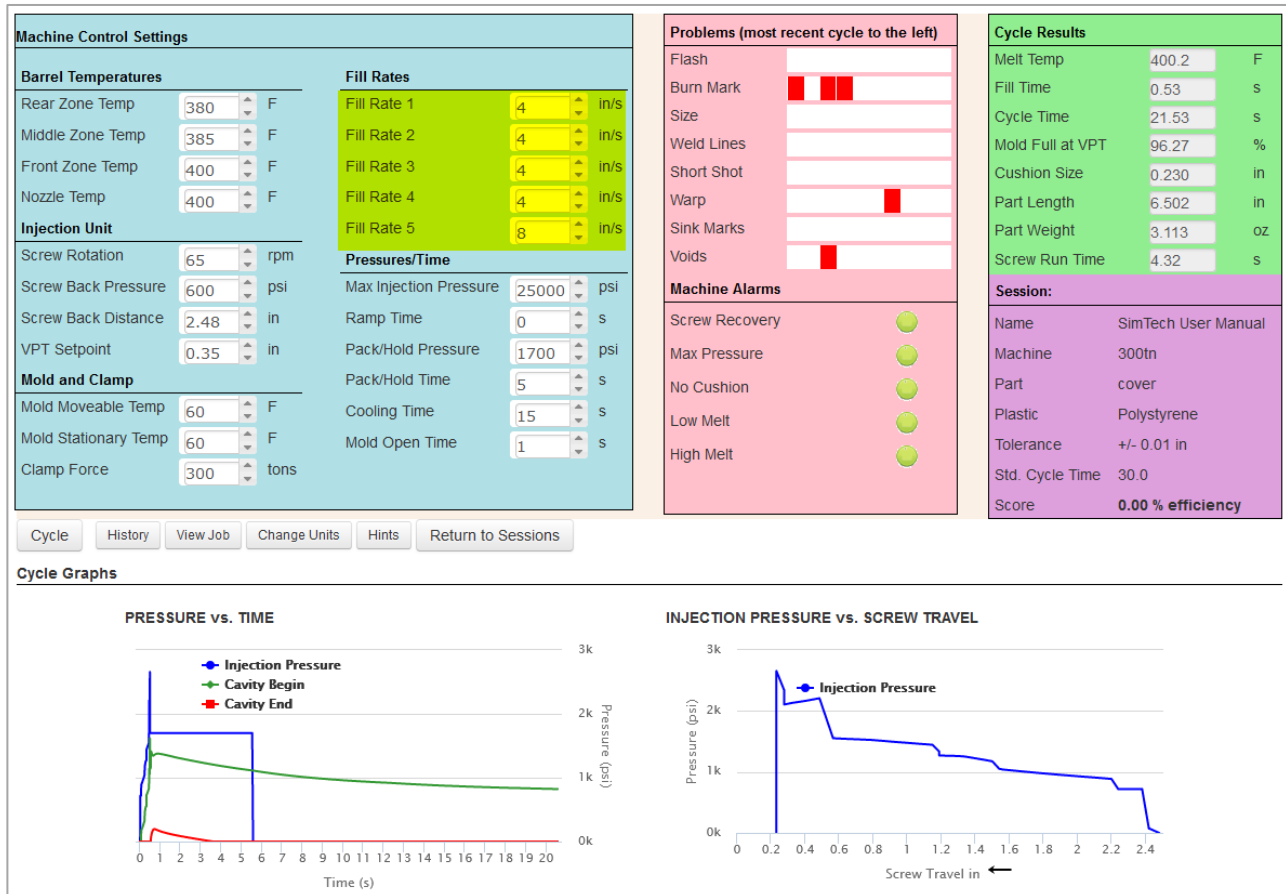 Machine Control Settings
Barrel Temperatures
Rear Zone Temp 380 F
Middle Zone Temp 385 F
Front Zone Temp 400 F
Nozzle Temp 400 F
Injection Unit
Screw Rotation 65 rpm
Screw Back Pressure 600 psi
Screw Back Distance 2.48 in
VPT Setpoint 0.35 in
Mold and Clamp
Mold Moveable Temp 60 F
Mold Stationary Temp 60 F
Clamp Force 300 tons
Fill Rates
Fill Rate 1 4 in/s
Fill Rate 2 4 in/s
Fill Rate 3 4 in/s
Fill Rate 4 4 in/s
Fill Rate 5 8 in/s
Pressures/Time
Max Injection Pressure 25000 psi
Ramp Time 0 s
Pack/Hold Pressure 1700 psi
Pack/Hold Time 5 s
Cooling Time 15 s
Mold Open Time 1 s
Problems (most recent cycle to the left)
Flash
Burn Mark
Size
Weld Lines
Short Shot
Warp
Sink Marks
Voids
Machine Alarms
Screw Recovery
Max Pressure
No Cushion
Low Melt
High Melt
Cycle Results
Melt Temp 400.2 F
Fill Time 0.53 s
Cycle Time 21.53 s
Mold Full at VPT 96.27 %
Cushion Size 0.230 in
Part Length 6.502 in
Part Weight 3.113 oz
Screw Run Time 4.32 s
Session:
Name SimTech User Manual
Machine 300tn
Part cover
Plastic Polystyrene
Tolerance +/- 0.01 in
Std. Cycle Time 30.0
Score 0.00 % efficiency
Cycle History View Job Change Units Hints Return to Sessions
Cycle Graphs
PRESSURE vs. TIME
Injection Pressure
Cavity Begin
Cavity End
3k
2k
1k
0k
Pressure (psi)
0 1 2 3 4 5 6 7 8 9 10 11 12 13 14 15 16 17 18 19 20
Time (s)
INJECTION PRESSURE vs. SCREW TRAVEL
Injection Pressure
3k
2k
1k
0k
Pressure (psi)
0 0.2 0.4 0.6 0.8 1 1.2 1.4 1.6 1.8 2 2.2 2.4
Screw Travel in ←